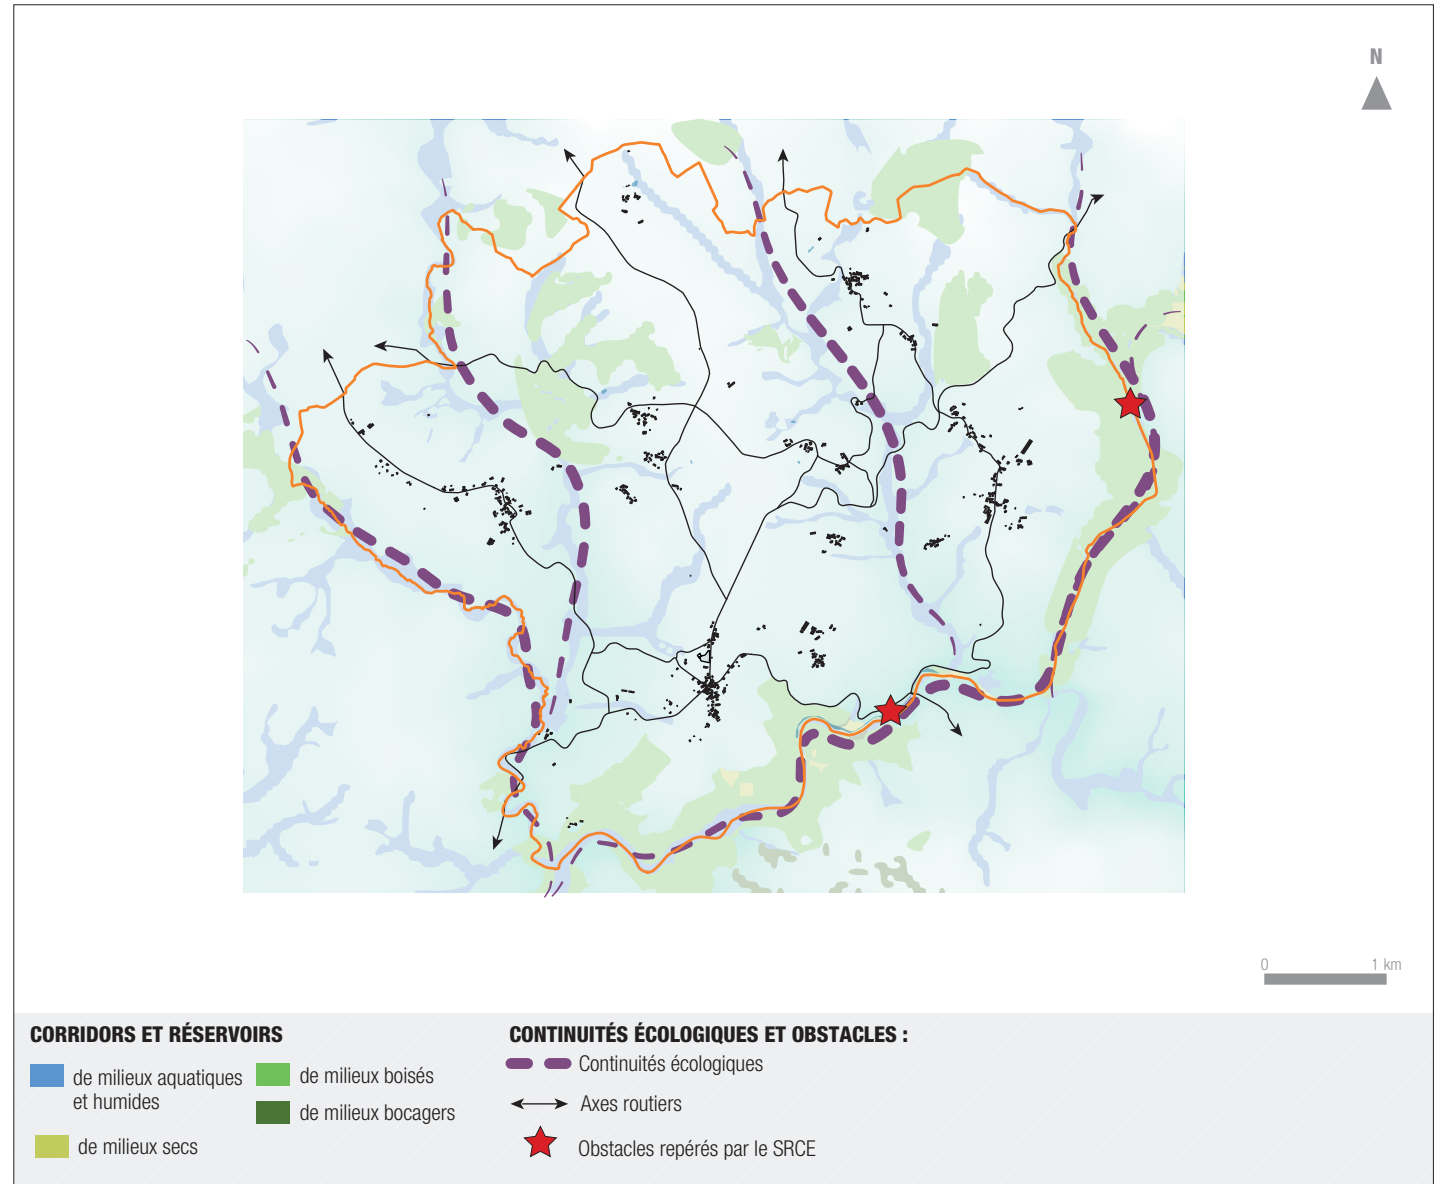 N
0 1 km
CORRIDORS ET RÉSERVOIRS
de milieux aquatiques
et humides
de milieux secs
de milieux boisés
de milieux bocagers
CONTINUITÉS ÉCOLOGIQUES ET OBSTACLES :
Continuités écologiques
Axes routiers
Obstacles repérés par le SRCE